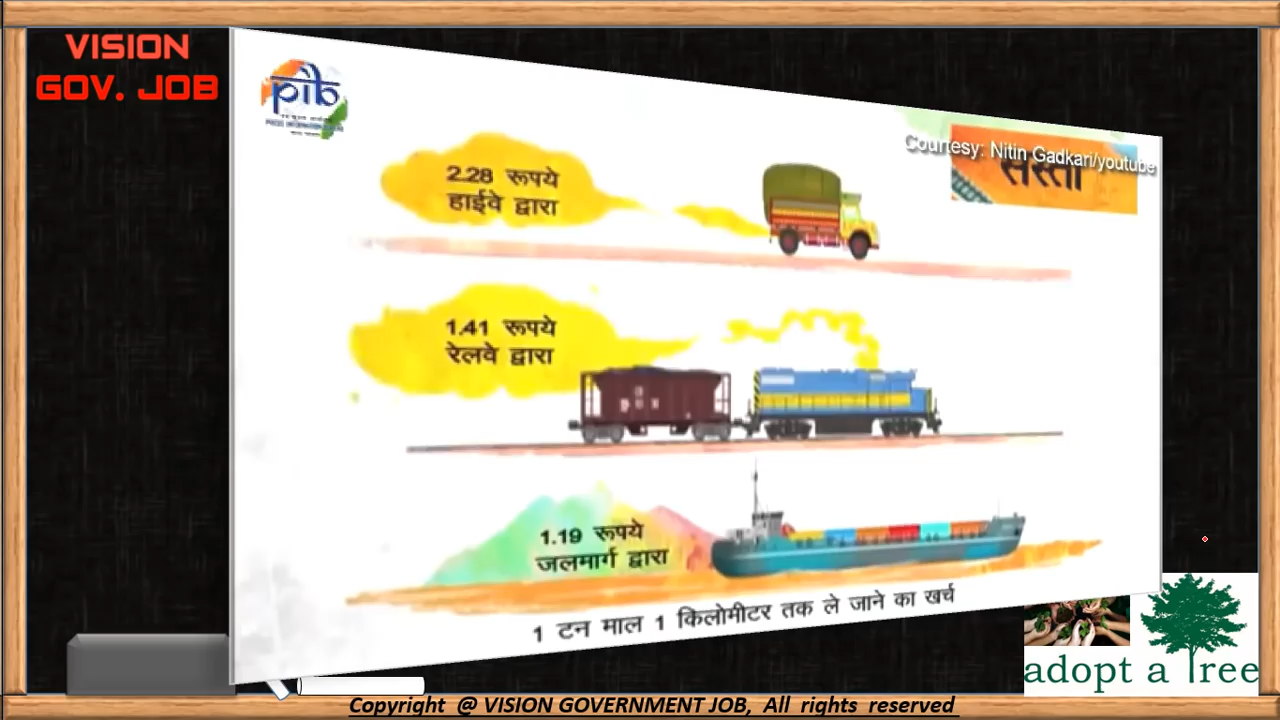 VISION
GOV. JOB
pib
Courtesy: Nitin Gadkari/youtube
सस्ता
2.28 रूपये
हाईवे द्वारा
1.41 रूपये
रेलवे द्वारा
1.19 रूपये
जलमार्ग द्वारा
1 टन माल 1 किलोमीटर तक ले जाने का खर्च
adopt a Tree
Copyright @ VISION GOVERNMENT JOB, All rights reserved